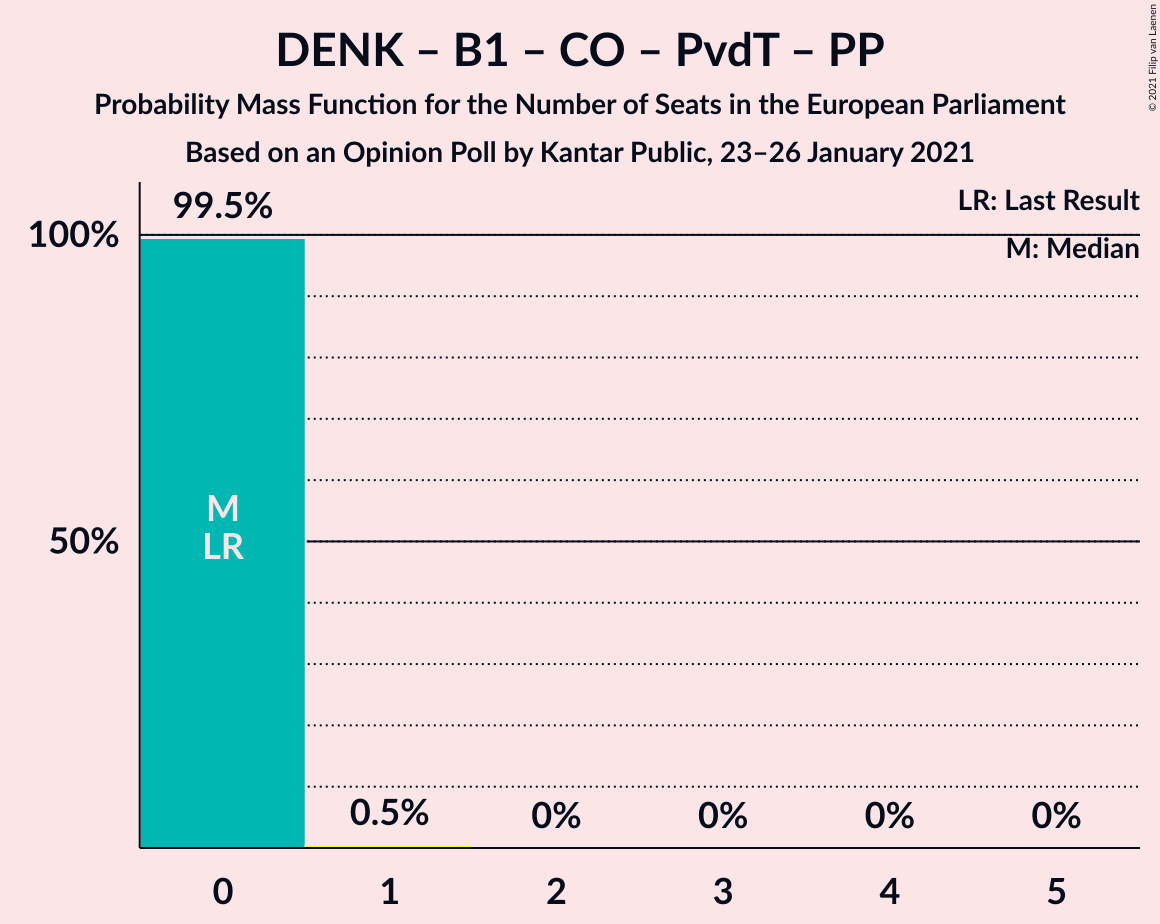 DENK – B1 – CO – PvdT – PP
Probability Mass Function for the Number of Seats in the European Parliament
Based on an Opinion Poll by Kantar Public, 23–26 January 2021
© 2021 Filip van Laenen
LR: Last Result
M: Median
100%
50%
99.5%
M
LR
0.5%
0%
0%
0%
0%
0
1
2
3
4
5